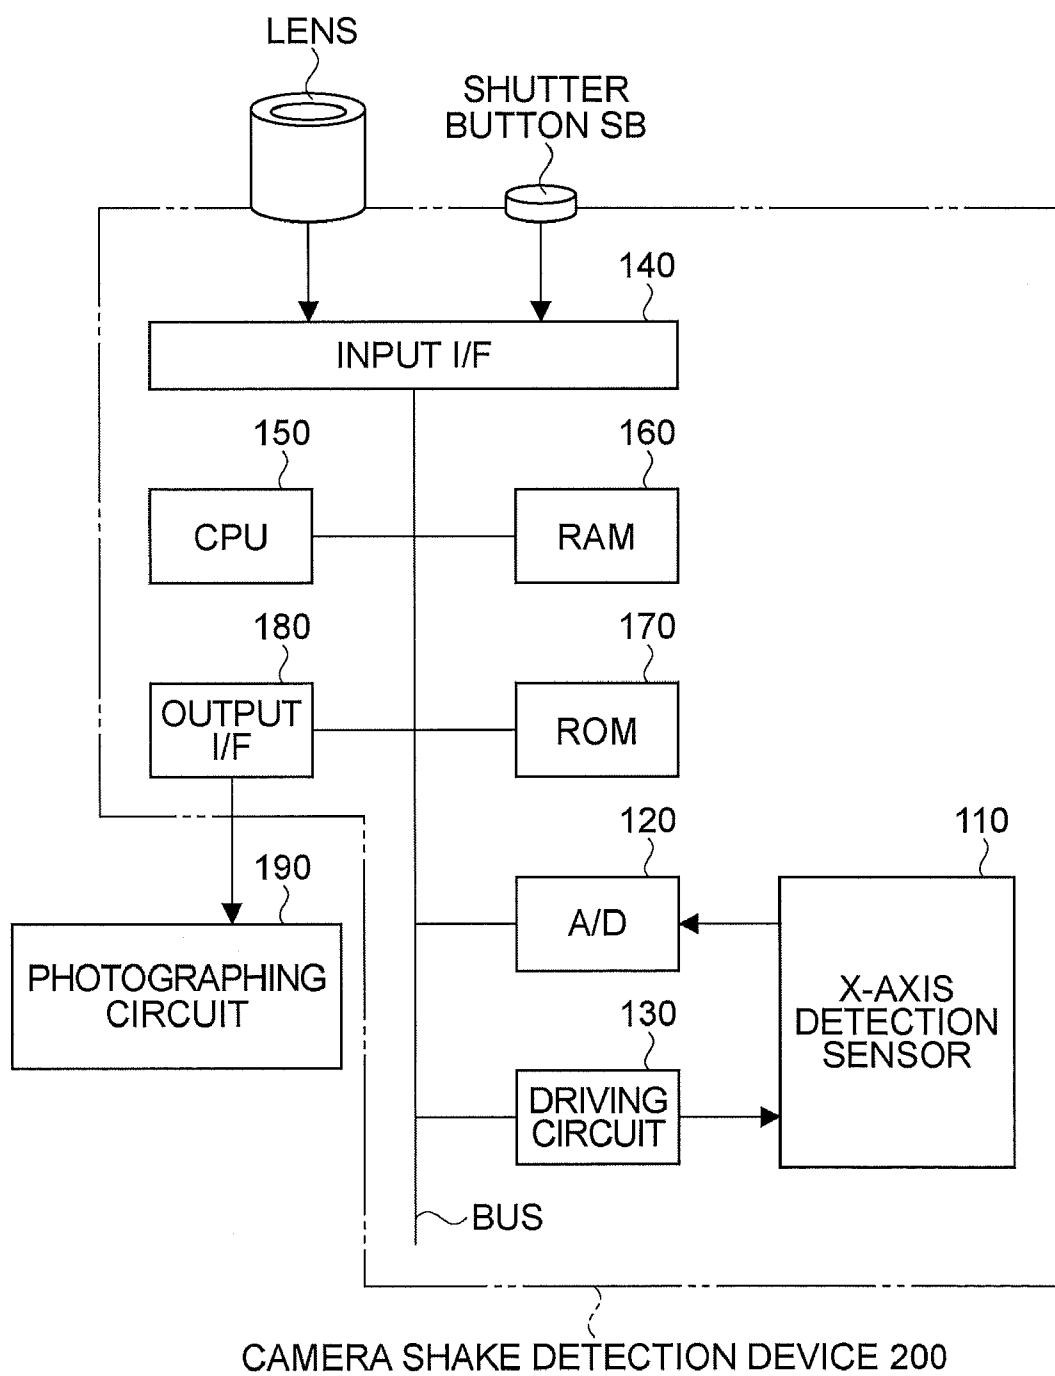 LENS
SHUTTER
BUTTON SB
140
INPUT I/F
150
160
CPU
RAM
180
170
OUTPUT
I/F
ROM
120
110
190
A/D
PHOTOGRAPHING
CIRCUIT
X-AXIS
DETECTION
SENSOR
130
DRIVING
CIRCUIT
BUS
CAMERA SHAKE DETECTION DEVICE 200